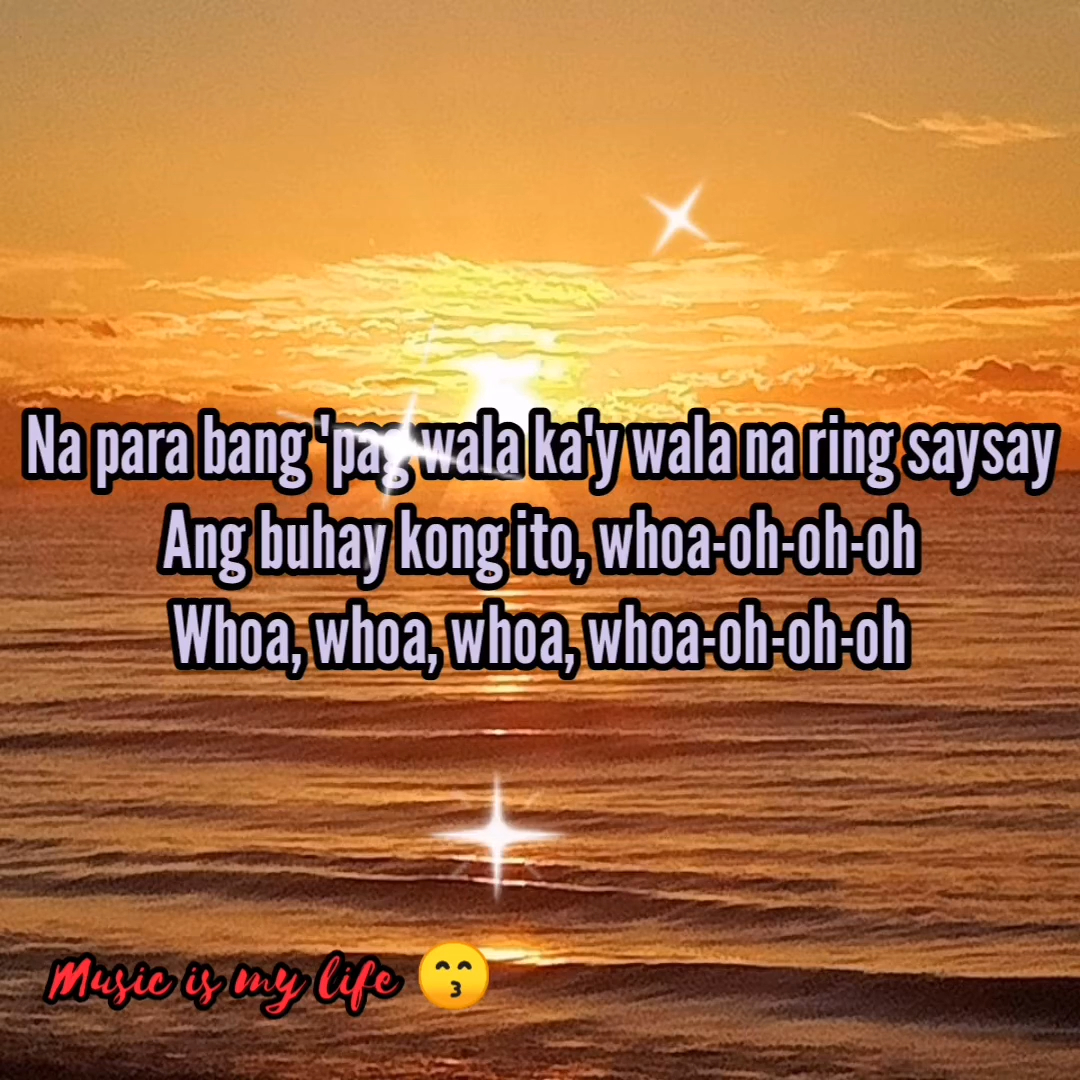 Na para bang 'pag wala ka'y wala na ring saysay
Ang buhay kong ito, whoa-oh-oh-oh
Whoa, whoa, whoa, whoa-oh-oh-oh
Music is my life 😙